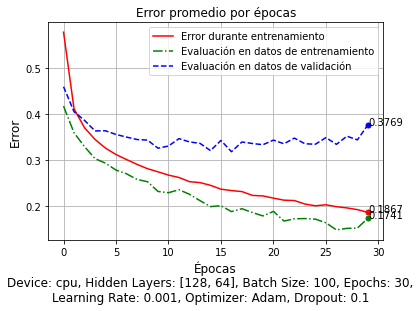 Error promedio por épocas
Error durante entrenamiento
Evaluación en datos de entrenamiento
Evaluación en datos de validación
0.5
0.4
0.3
0.2
Error
0.3769
0.1867
0.1741
0 5 10 15 20 25 30
Épocas
Device: cpu, Hidden Layers: [128, 64], Batch Size: 100, Epochs: 30,
Learning Rate: 0.001, Optimizer: Adam, Dropout: 0.1